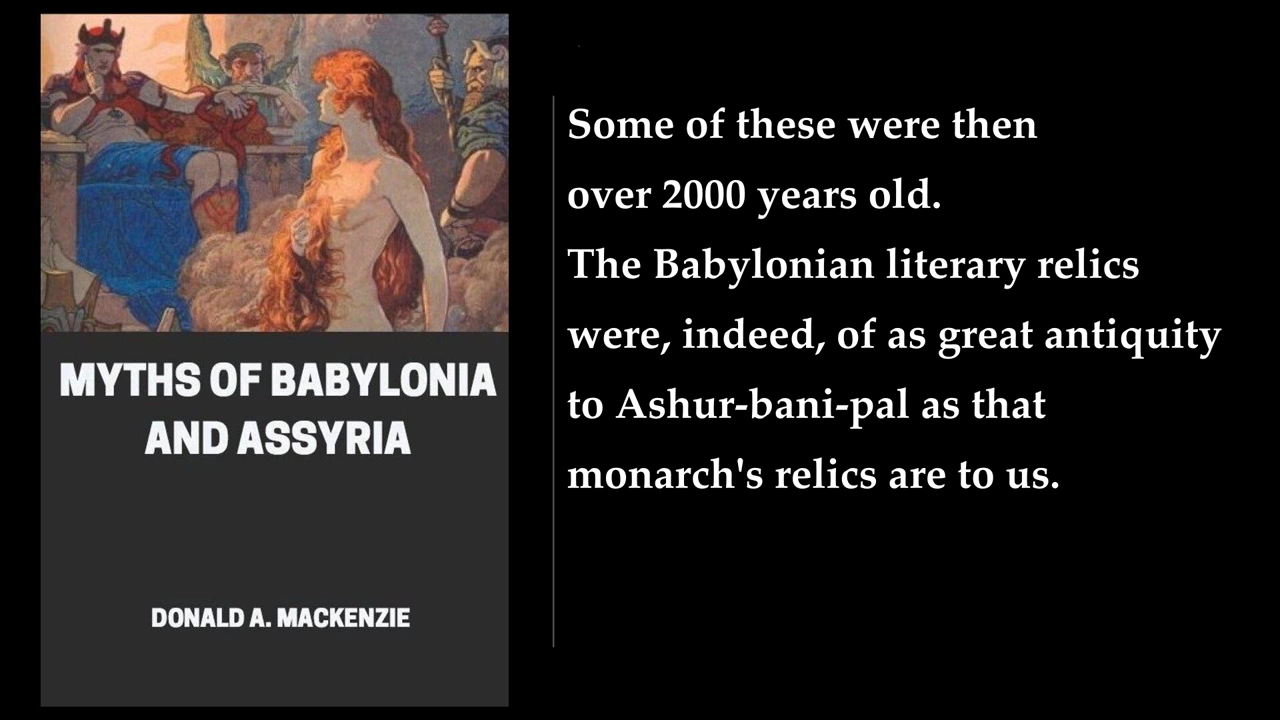 MYTHS OF BABYLONIA
AND ASSYRIA
DONALD A. MACKENZIE
Some of these were then
over 2000 years old.
The Babylonian literary relics
were, indeed, of as great antiquity
to Ashur-bani-pal as that
monarch's relics are to us.